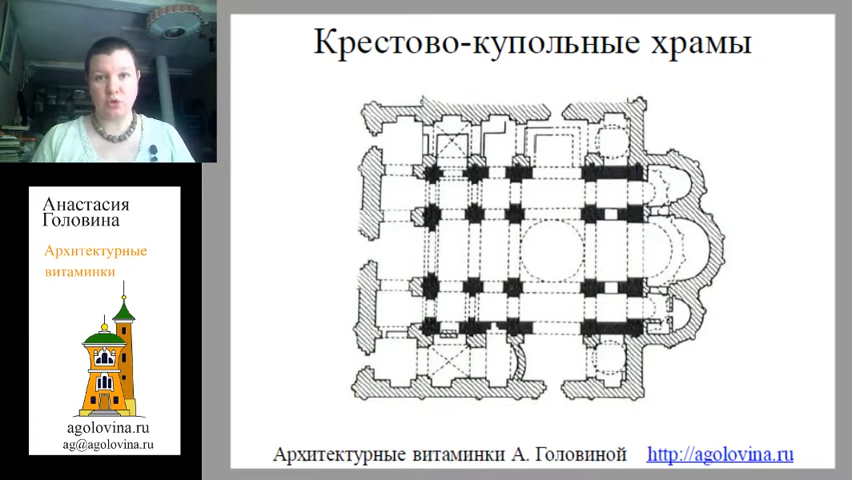 Крестово-купольные храмы
Анастасия
Головина
Архитектурные
витаминки
agolovina.ru
ag@agolovina.ru
Архитектурные витаминки А. Головиной http://agolovina.ru